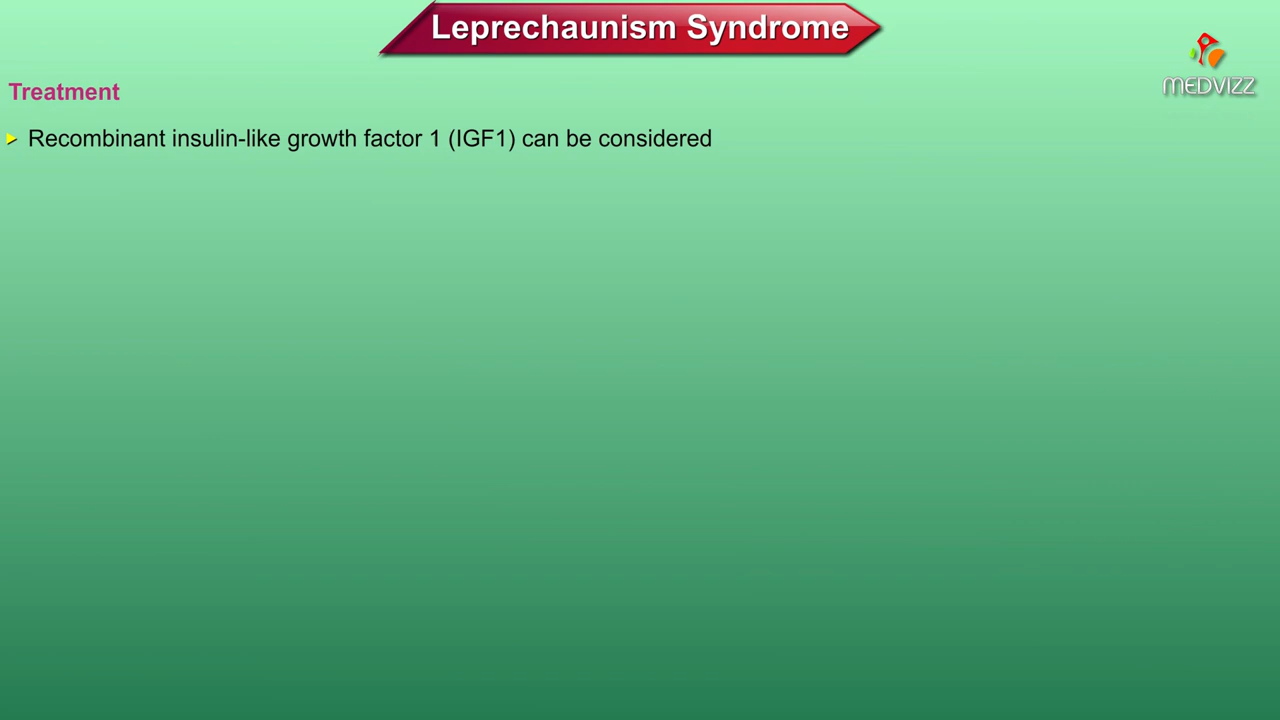 Leprechaunism Syndrome
MEDVIZZ
Treatment
Recombinant insulin-like growth factor 1 (IGF1) can be considered